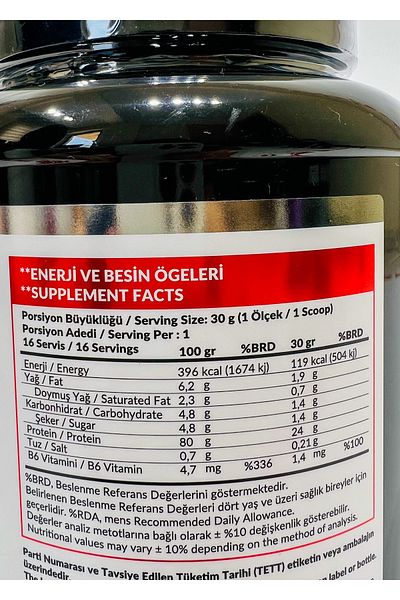 **ENERJİ VE BESİN ÖGELERİ
**SUPPLEMENT FACTS
Porsiyon Büyüklüğü / Serving Size: 30 g (1 Ölçek / 1 Scoop)
Porsiyon Adedi / Serving Per : 1
16 Servis / 16 Servings 100 gr %BRD 30 gr %BRD
Enerji / Energy 396 kcal (1674 kj) 119 kcal (504 kj)
Yağ / Fat 6,2 g 1,9 g
Doymuş Yağ / Saturated Fat 2,3 g 0,7 g
Karbonhidrat / Carbohydrate 4,8 g 1,4 g
Şeker / Sugar 4,8 g 1,4 g
Protein / Protein 80 g 24 g
Tuz / Salt 0,7 g 0,21 g
B6 Vitamini / B6 Vitamin 4,7 mg %336 1,4 mg %100
%BRD, Beslenme Referans Değerlerini göstermektedir.
Belirlenen Beslenme Referans Değerleri dört yaş ve üzeri sağlık bireyler için
geçerlidir. %RDA, mens Recommended Daily Allowance.
Değerler analiz metotlarına bağlı olarak ± %10 değişkenlik gösterebilir.
Nutritional values may vary ± 10% depending on the method of analysis.
Parti Numarası ve Tavsiye Edilen Tüketim Tarihi (TETT) etiketin veya ambalajın
üzerindedir.
on label or bottle.